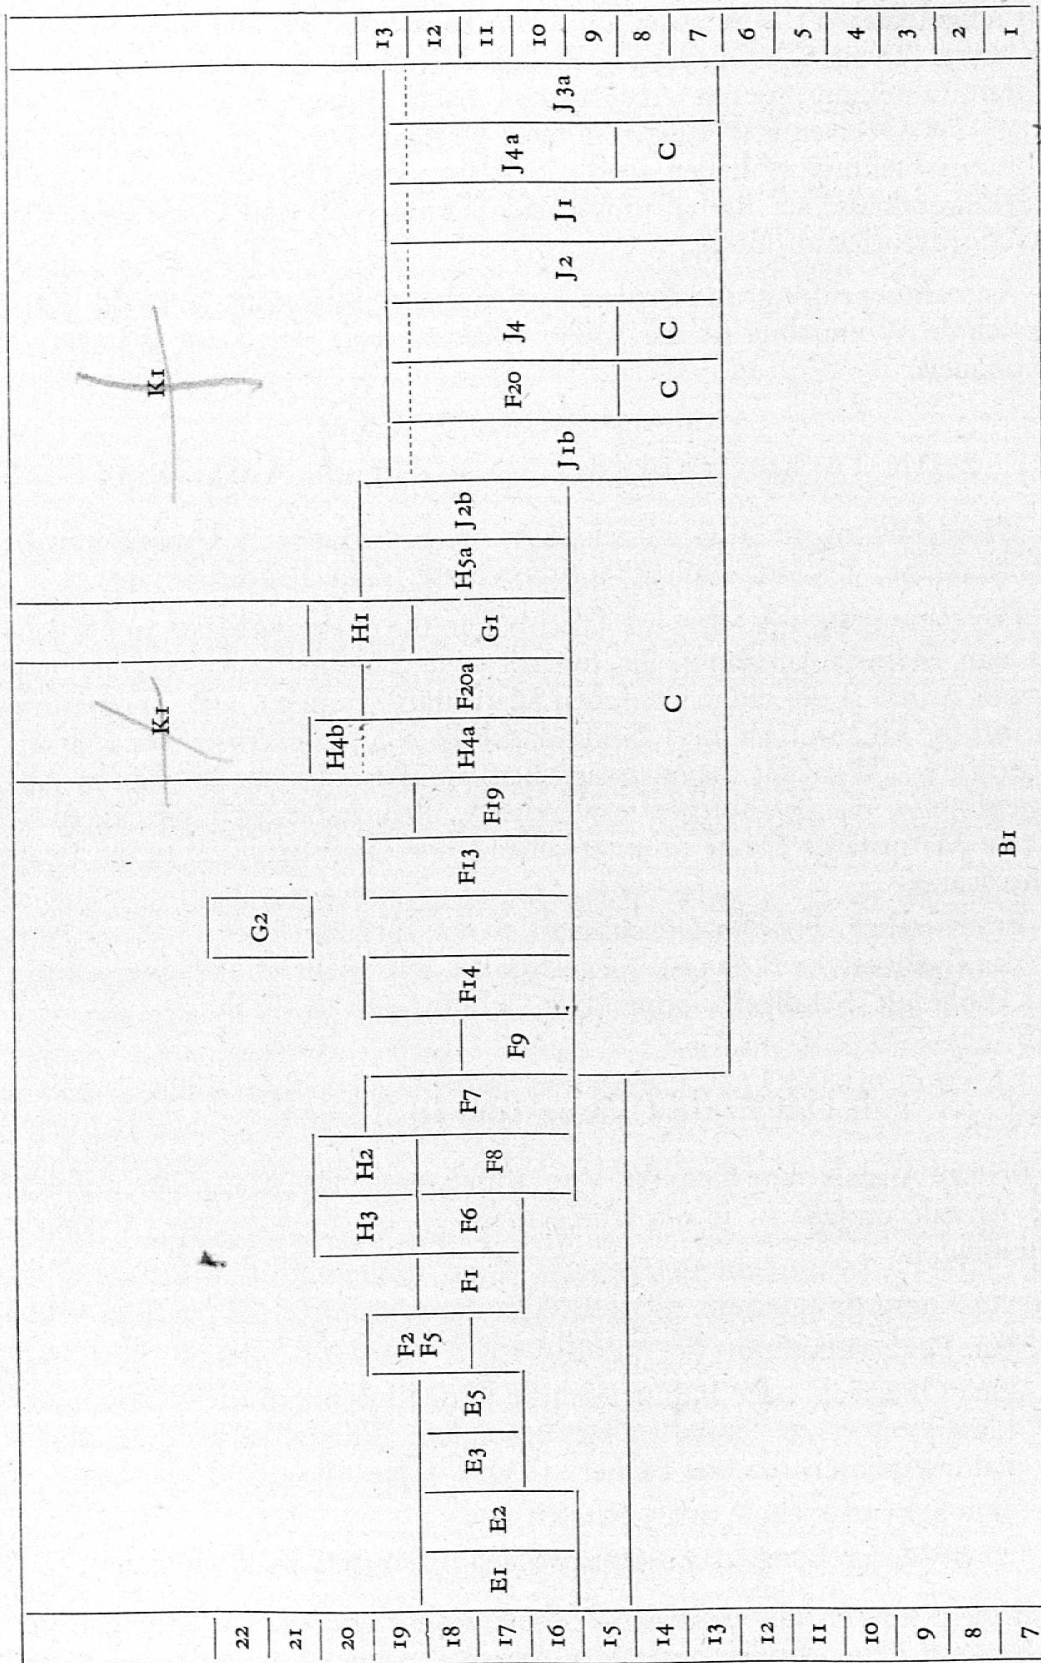 K1 K1
22 G2
21
20 H3 H2 H4b H1
19 13
F2
F5
18 12
E3 E5 F1 F6 F7 F14 F13 H4a F20a H5a J2b
17 E1 E2 F8 F19 G1 11
F9 F20 J4 J4a
16 10
J1b J2 J1 J3a
15 9
14 8
C C C C
13 7
12 6
11 5
10 4
9 3
8 2
B1 1
7